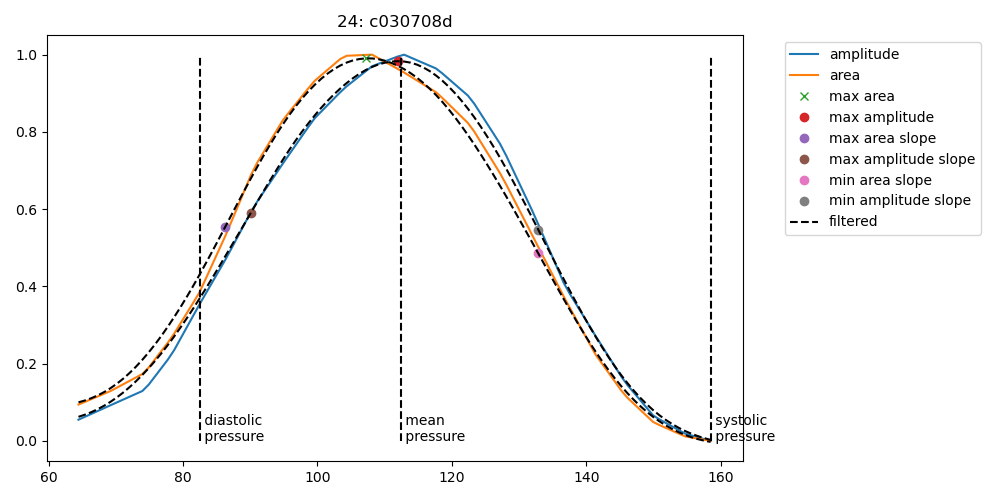 24: c030708d
1.0
0.8
0.6
0.4
0.2
0.0
60
80
100
120
140
160
diastolic
pressure
mean
pressure
systolic
pressure
amplitude
area
max area
max amplitude
max area slope
max amplitude slope
min area slope
min amplitude slope
filtered